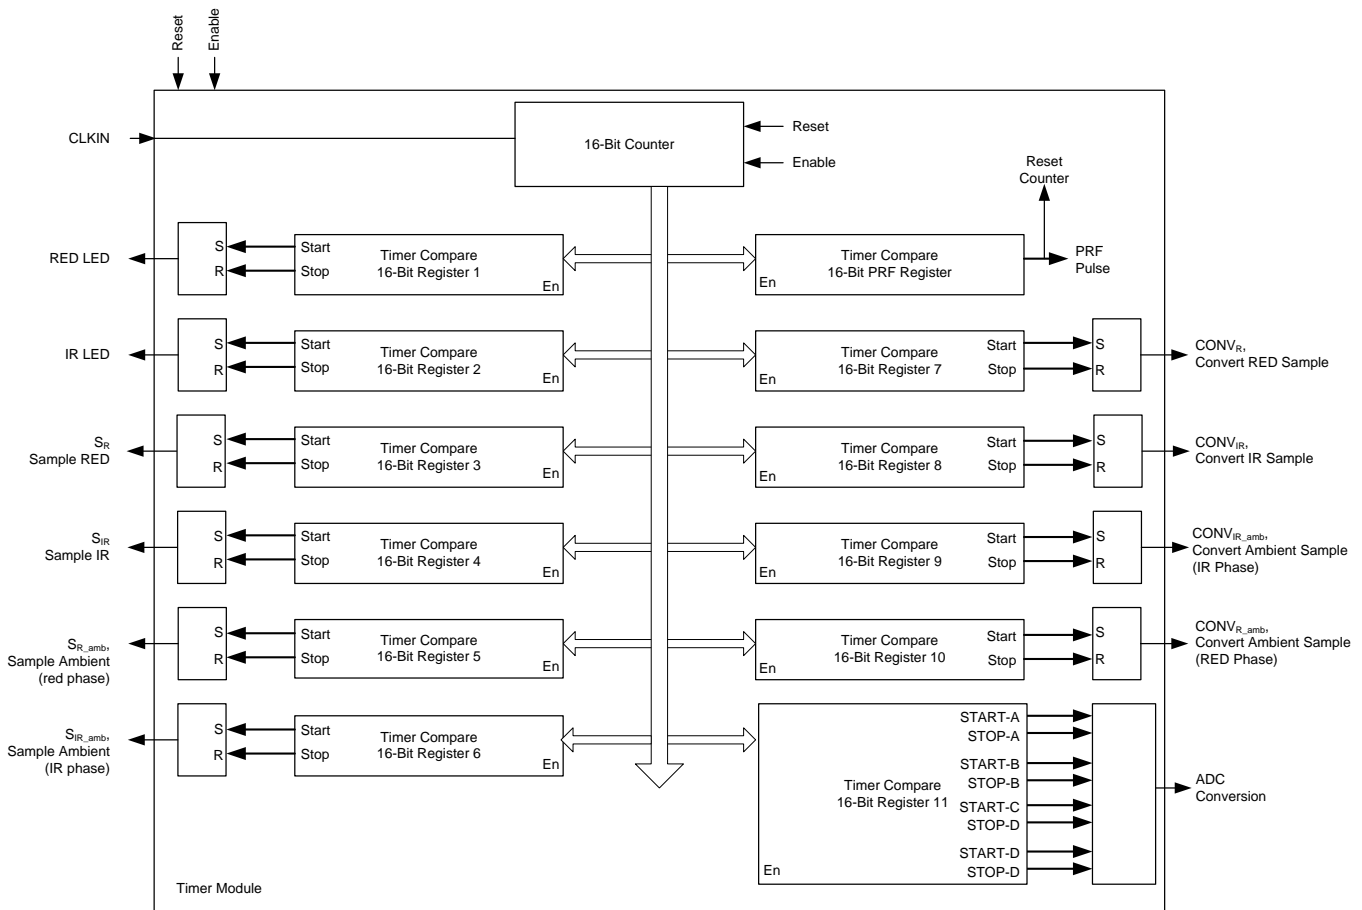 Reset
Enable
CLKIN
16-Bit Counter
Reset
Enable
Reset
Counter
RED LED
S
R
Start
Stop
Timer Compare
16-Bit Register 1
En
Timer Compare
16-Bit PRF Register
En
PRF
Pulse
IR LED
S
R
Start
Stop
Timer Compare
16-Bit Register 2
En
Timer Compare
16-Bit Register 7
En
Start
Stop
S
R
CONVR,
Convert RED Sample
SR
Sample RED
S
R
Start
Stop
Timer Compare
16-Bit Register 3
En
Timer Compare
16-Bit Register 8
En
Start
Stop
S
R
CONVIR,
Convert IR Sample
SIR
Sample IR
S
R
Start
Stop
Timer Compare
16-Bit Register 4
En
Timer Compare
16-Bit Register 9
En
Start
Stop
S
R
CONVIR_amb,
Convert Ambient Sample
(IR Phase)
SR_amb,
Sample Ambient
(red phase)
S
R
Start
Stop
Timer Compare
16-Bit Register 5
En
Timer Compare
16-Bit Register 10
En
Start
Stop
S
R
CONVR_amb,
Convert Ambient Sample
(RED Phase)
SIR_amb,
Sample Ambient
(IR phase)
S
R
Start
Stop
Timer Compare
16-Bit Register 6
En
Timer Compare
16-Bit Register 11
En
START-A
STOP-A
START-B
STOP-B
START-C
STOP-D
START-D
STOP-D
ADC
Conversion
Timer Module